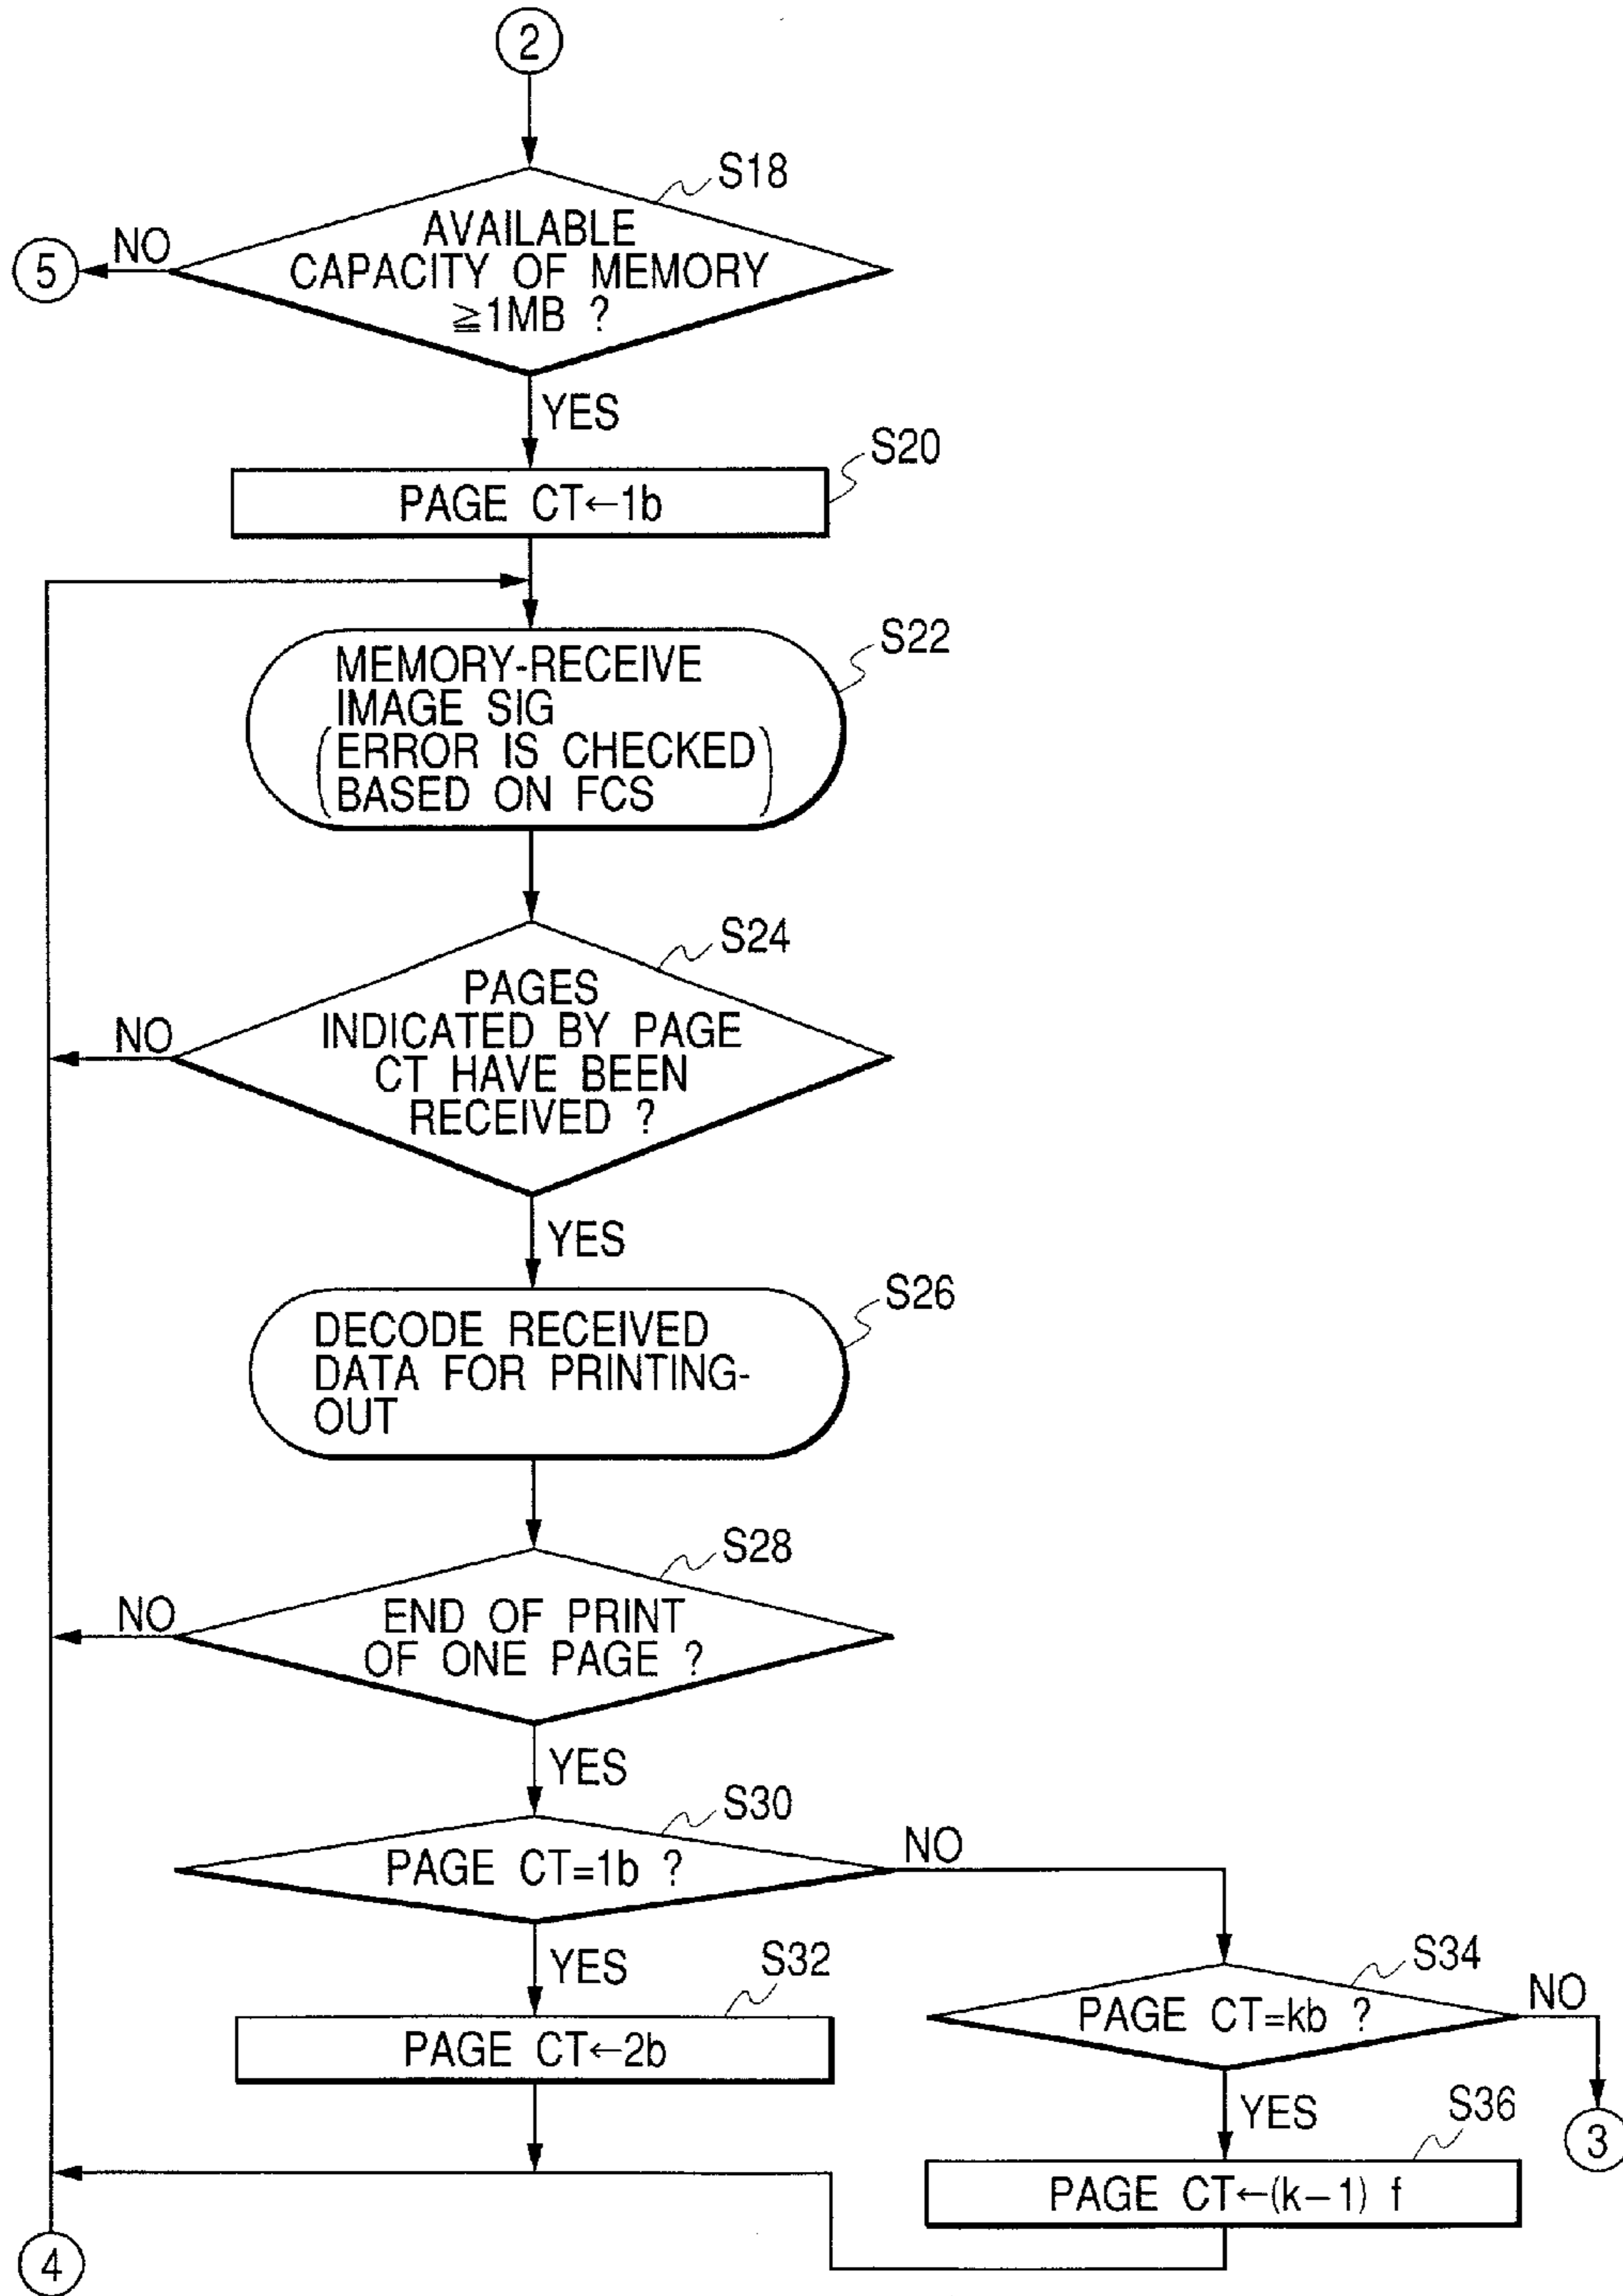 2
S18
AVAILABLE
CAPACITY OF MEMORY
≧1MB ?
NO
5
YES
S20
PAGE CT←1b
S22
MEMORY-RECEIVE
IMAGE SIG
(ERROR IS CHECKED
BASED ON FCS)
S24
PAGES
INDICATED BY PAGE
CT HAVE BEEN
RECEIVED ?
NO
YES
S26
DECODE RECEIVED
DATA FOR PRINTING-
OUT
S28
END OF PRINT
OF ONE PAGE ?
NO
YES
S30
PAGE CT=1b ?
NO
YES
S32
PAGE CT←2b
S34
PAGE CT=kb ?
NO
3
YES
S36
PAGE CT←(k−1) f
4